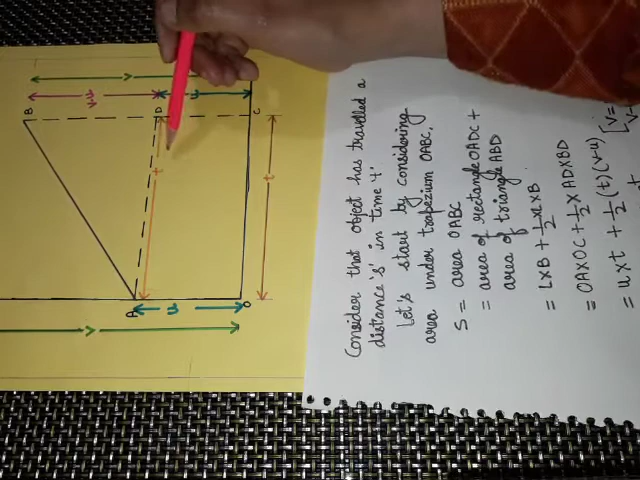 Consider that object has travelled a
distance 's' in time 't'
Let's start by considering
area under trapezium OABC,
S = area OABC
= area of rectangle OADC +
area of triangle ABD
= L×B + 1/2 ×B
= OA×OC + 1/2 × AD×BD
= u×t + 1/2 (t) (v-u)
B
D
C
v
v-u
u
t
t
A
u
O
v